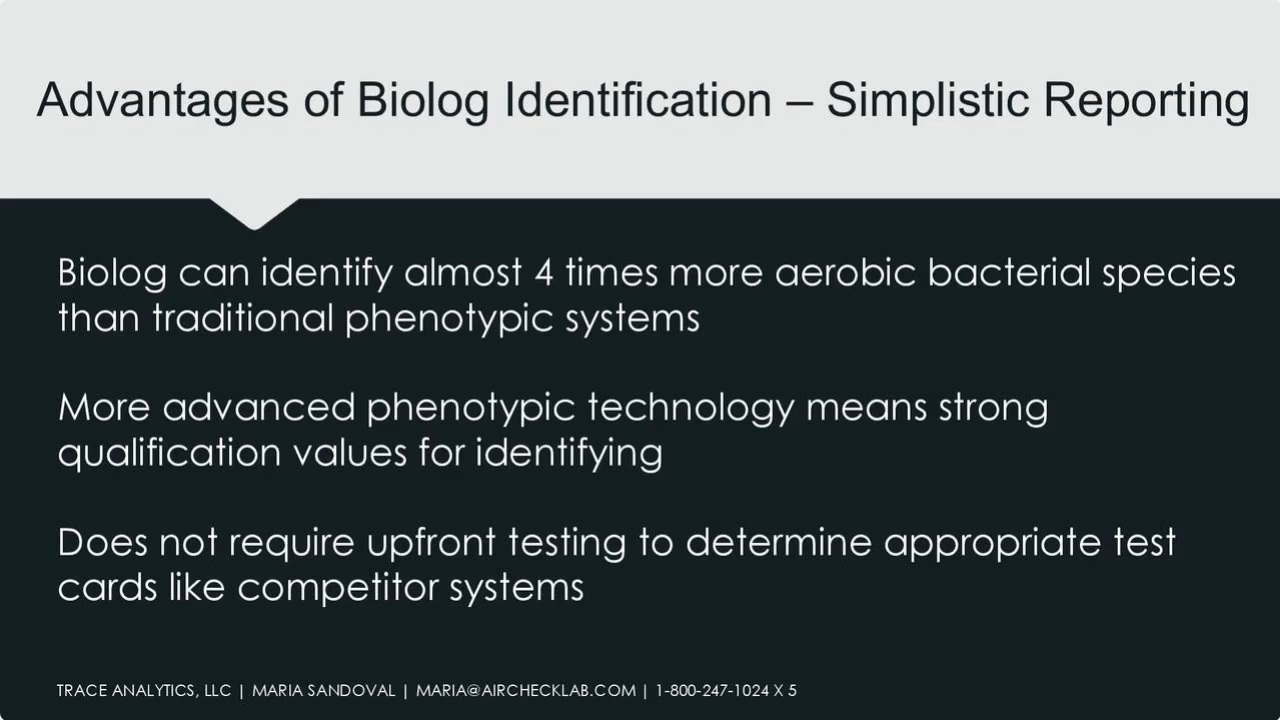 Advantages of Biolog Identification – Simplistic Reporting
Biolog can identify almost 4 times more aerobic bacterial species
than traditional phenotypic systems
More advanced phenotypic technology means strong
qualification values for identifying
Does not require upfront testing to determine appropriate test
cards like competitor systems
TRACE ANALYTICS, LLC | MARIA SANDOVAL | MARIA@AIRCHECKLAB.COM | 1-800-247-1024 X 5